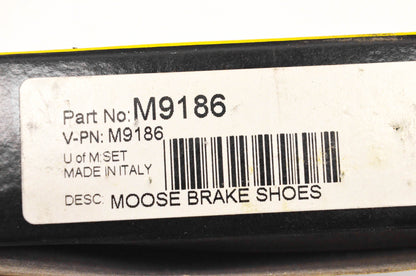 Part No: M9186
V-PN: M9186
U of M: SET
MADE IN ITALY
DESC: MOOSE BRAKE SHOES